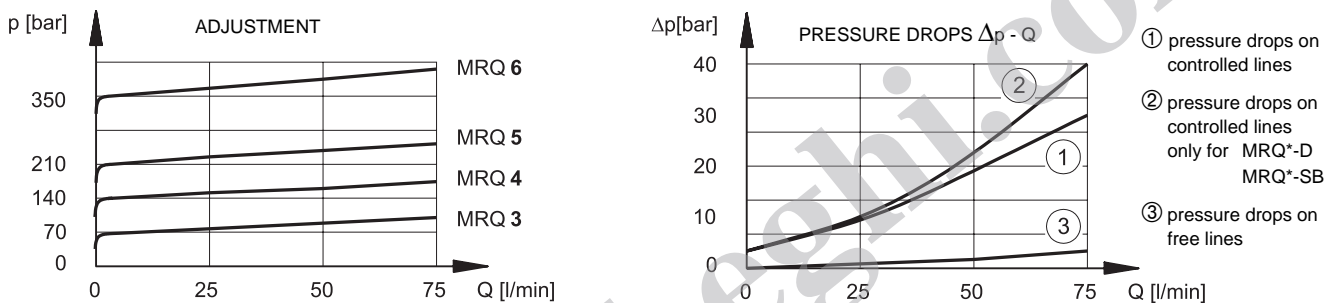 p [bar]
ADJUSTMENT
350
210
140
70
0
0 25 50 75 Q [l/min]
MRQ 6
MRQ 5
MRQ 4
MRQ 3
Δp[bar]
PRESSURE DROPS Δp - Q
40
30
20
10
0
0 25 50 75 Q [l/min]
2
1
3
① pressure drops on
controlled lines
② pressure drops on
controlled lines
only for MRQ*-D
MRQ*-SB
③ pressure drops on
free lines
eghi.co